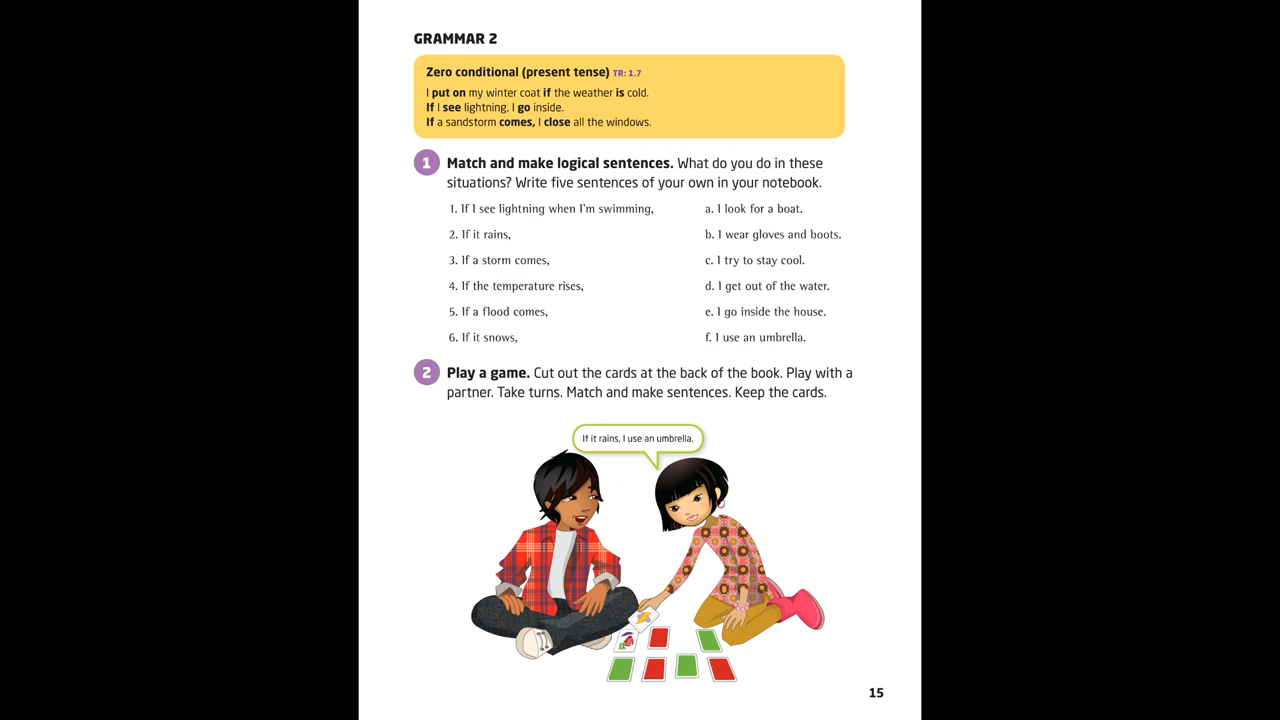 GRAMMAR 2
Zero conditional (present tense) TR: 1.7
I put on my winter coat if the weather is cold.
If I see lightning, I go inside.
If a sandstorm comes, I close all the windows.
1 Match and make logical sentences. What do you do in these
situations? Write five sentences of your own in your notebook.
1. If I see lightning when I'm swimming,
a. I look for a boat.
2. If it rains,
b. I wear gloves and boots.
3. If a storm comes,
c. I try to stay cool.
4. If the temperature rises,
d. I get out of the water.
5. If a flood comes,
e. I go inside the house.
6. If it snows,
f. I use an umbrella.
2 Play a game. Cut out the cards at the back of the book. Play with a
partner. Take turns. Match and make sentences. Keep the cards.
If it rains, I use an umbrella.
15